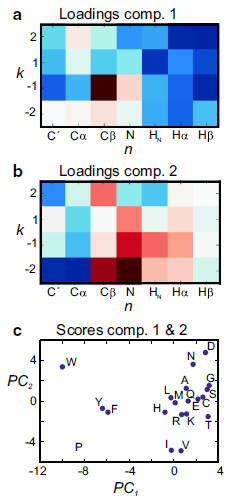 a Loadings comp. 1
k
2
1
-1
-2
C´ Cα Cβ N HN Hα Hβ
n
b Loadings comp. 2
k
2
1
-1
-2
C´ Cα Cβ N HN Hα Hβ
n
c Scores comp. 1 & 2
PC2
4
0
-4
W
Y
F
P
H
L
M
A
Q
R
K
E
I
V
N
D
G
S
C
T
-12 -8 -4 0 4
PC1